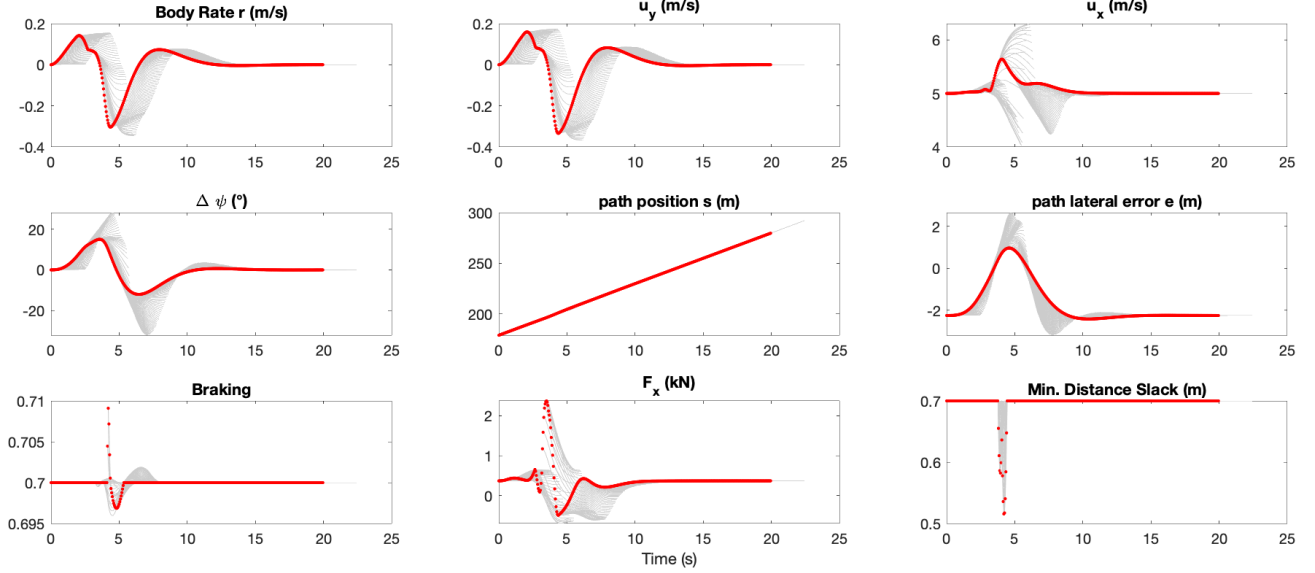 Body Rate r (m/s)
0.2
0
-0.2
-0.4
0 5 10 15 20 25
u_y (m/s)
0.2
0
-0.2
-0.4
0 5 10 15 20 25
u_x (m/s)
6
5
4
0 5 10 15 20 25
Δ ψ (°)
20
0
-20
0 5 10 15 20 25
path position s (m)
300
250
200
0 5 10 15 20 25
path lateral error e (m)
2
0
-2
0 5 10 15 20 25
Braking
0.71
0.705
0.7
0.695
0 5 10 15 20 25
F_x (kN)
2
1
0
0 5 10 15 20 25
Time (s)
Min. Distance Slack (m)
0.7
0.6
0.5
0 5 10 15 20 25